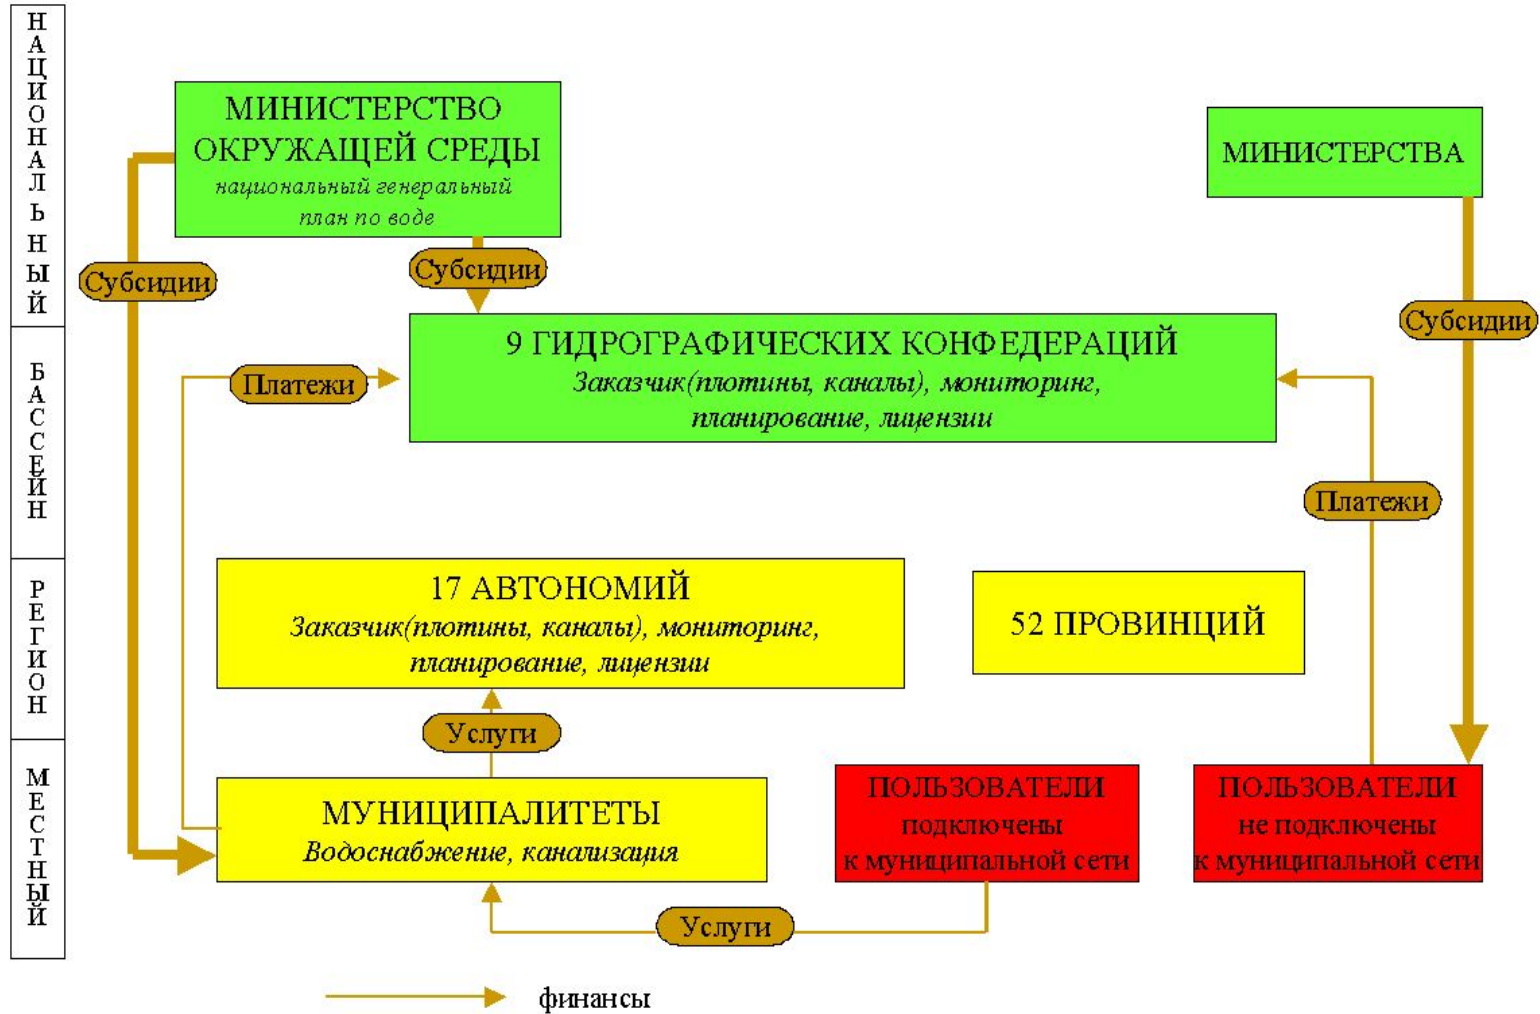 НАЦИОНАЛЬНЫЙ
МИНИСТЕРСТВО
ОКРУЖАЩЕЙ СРЕДЫ
национальный генеральный
план по воде
МИНИСТЕРСТВА
Субсидии
Субсидии
Субсидии
БАССЕЙН
9 ГИДРОГРАФИЧЕСКИХ КОНФЕДЕРАЦИЙ
Заказчик(плотины, каналы), мониторинг,
планирование, лицензии
Платежи
Платежи
РЕГИОН
17 АВТОНОМИЙ
Заказчик(плотины, каналы), мониторинг,
планирование, лицензии
52 ПРОВИНЦИЙ
Услуги
МЕСТНЫЙ
МУНИЦИПАЛИТЕТЫ
Водоснабжение, канализация
ПОЛЬЗОВАТЕЛИ
подключены
к муниципальной сети
ПОЛЬЗОВАТЕЛИ
не подключены
к муниципальной сети
Услуги
финансы